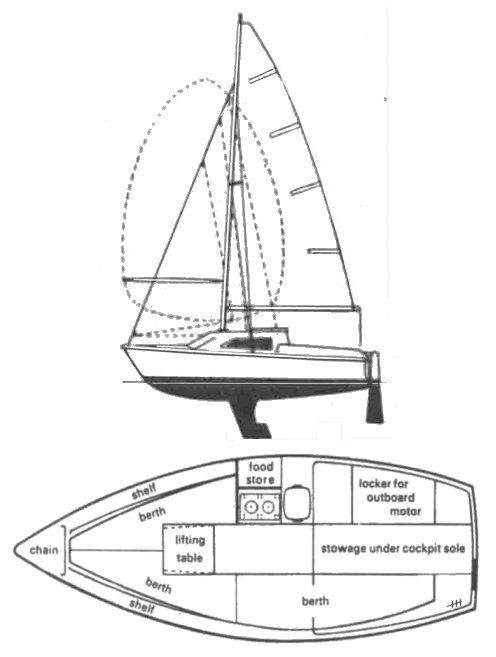 food
store
shelf
berth
locker for
outboard
motor
chain
lifting
table
stowage under cockpit sole
berth
shelf
berth